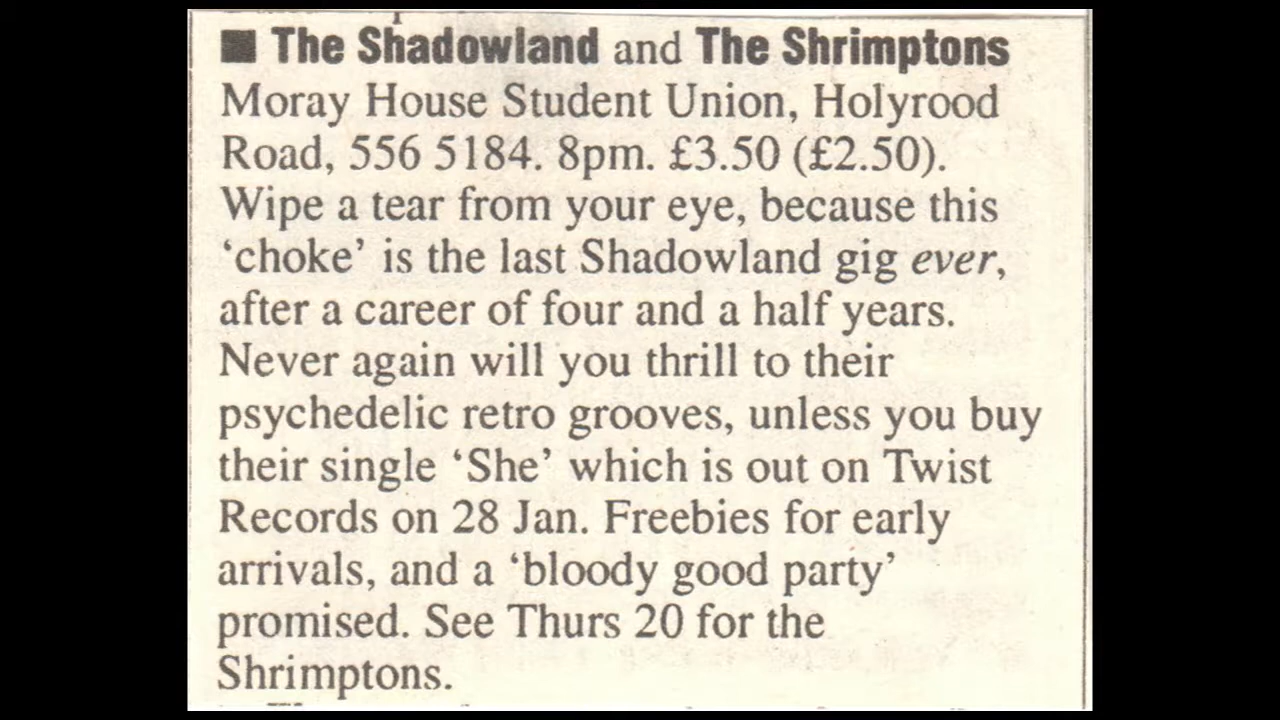 ■ The Shadowland and The Shrimptons
Moray House Student Union, Holyrood
Road, 556 5184. 8pm. £3.50 (£2.50).
Wipe a tear from your eye, because this
‘choke’ is the last Shadowland gig ever,
after a career of four and a half years.
Never again will you thrill to their
psychedelic retro grooves, unless you buy
their single ‘She’ which is out on Twist
Records on 28 Jan. Freebies for early
arrivals, and a ‘bloody good party’
promised. See Thurs 20 for the
Shrimptons.